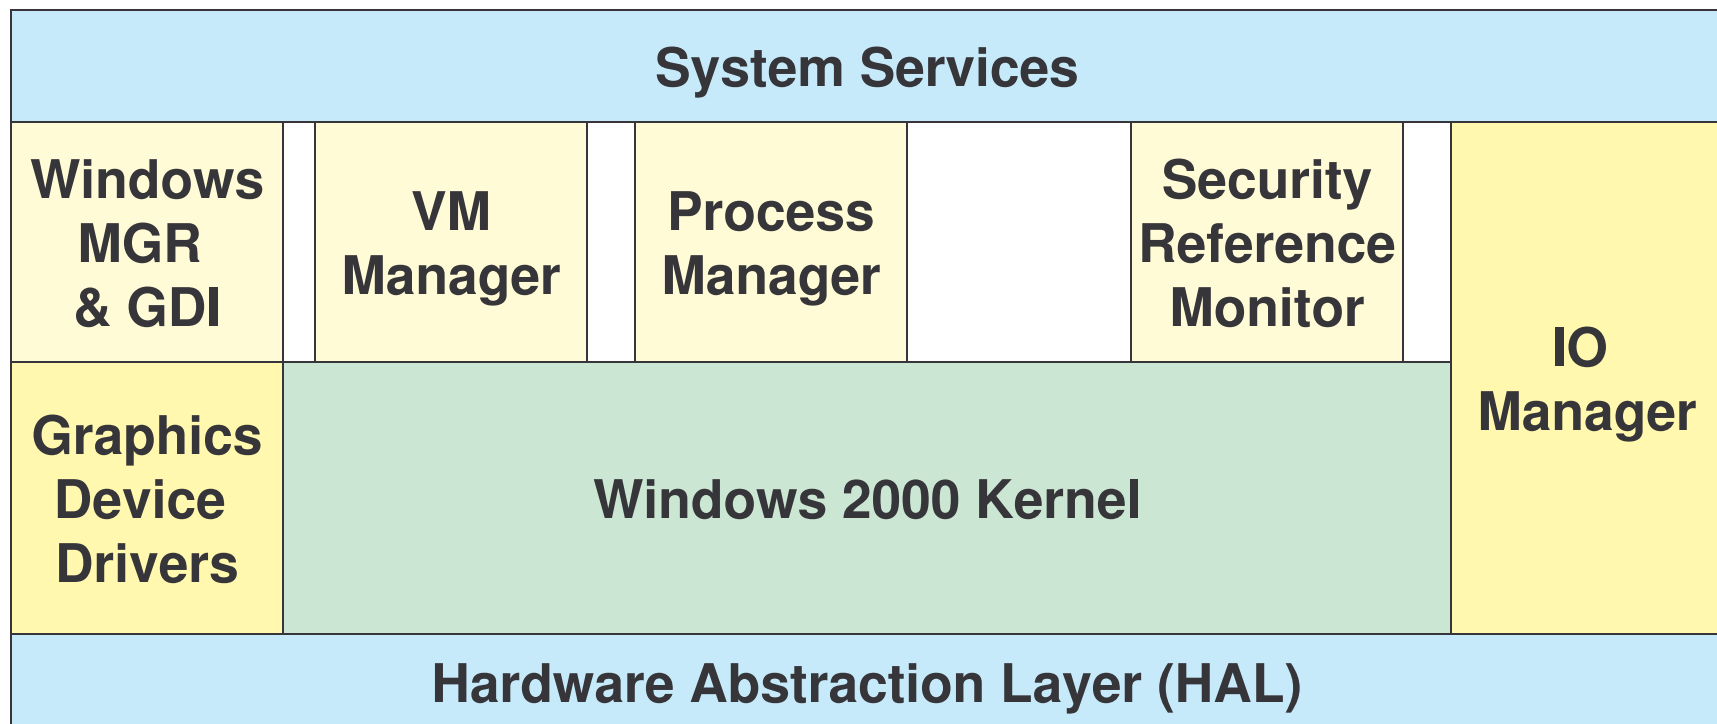 System Services
Windows
MGR
& GDI
VM
Manager
Process
Manager
Security
Reference
Monitor
IO
Manager
Graphics
Device
Drivers
Windows 2000 Kernel
Hardware Abstraction Layer (HAL)